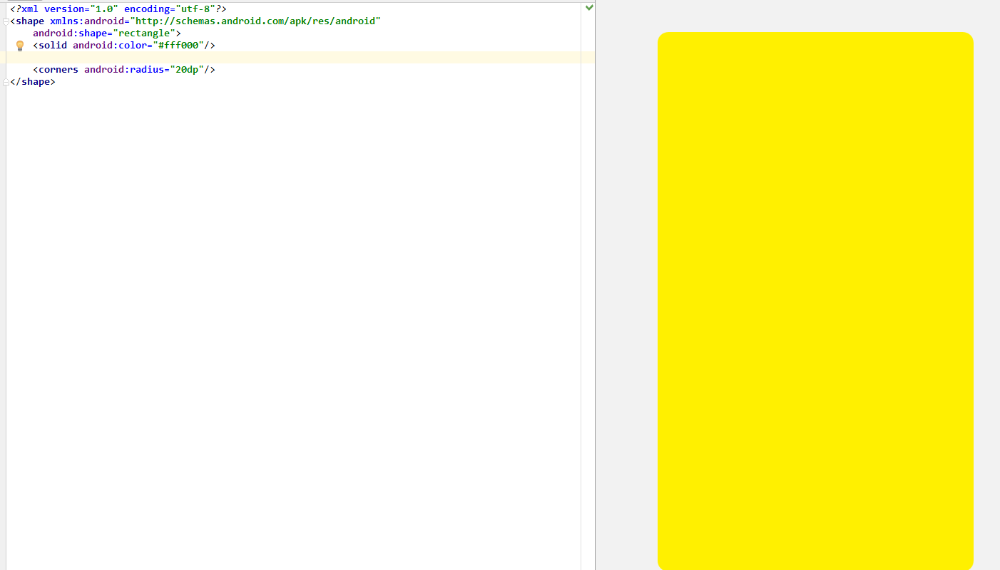 <?xml version="1.0" encoding="utf-8"?>
<shape xmlns:android="http://schemas.android.com/apk/res/android"
    android:shape="rectangle">
    <solid android:color="#fff000"/>
    <corners android:radius="20dp"/>
</shape>